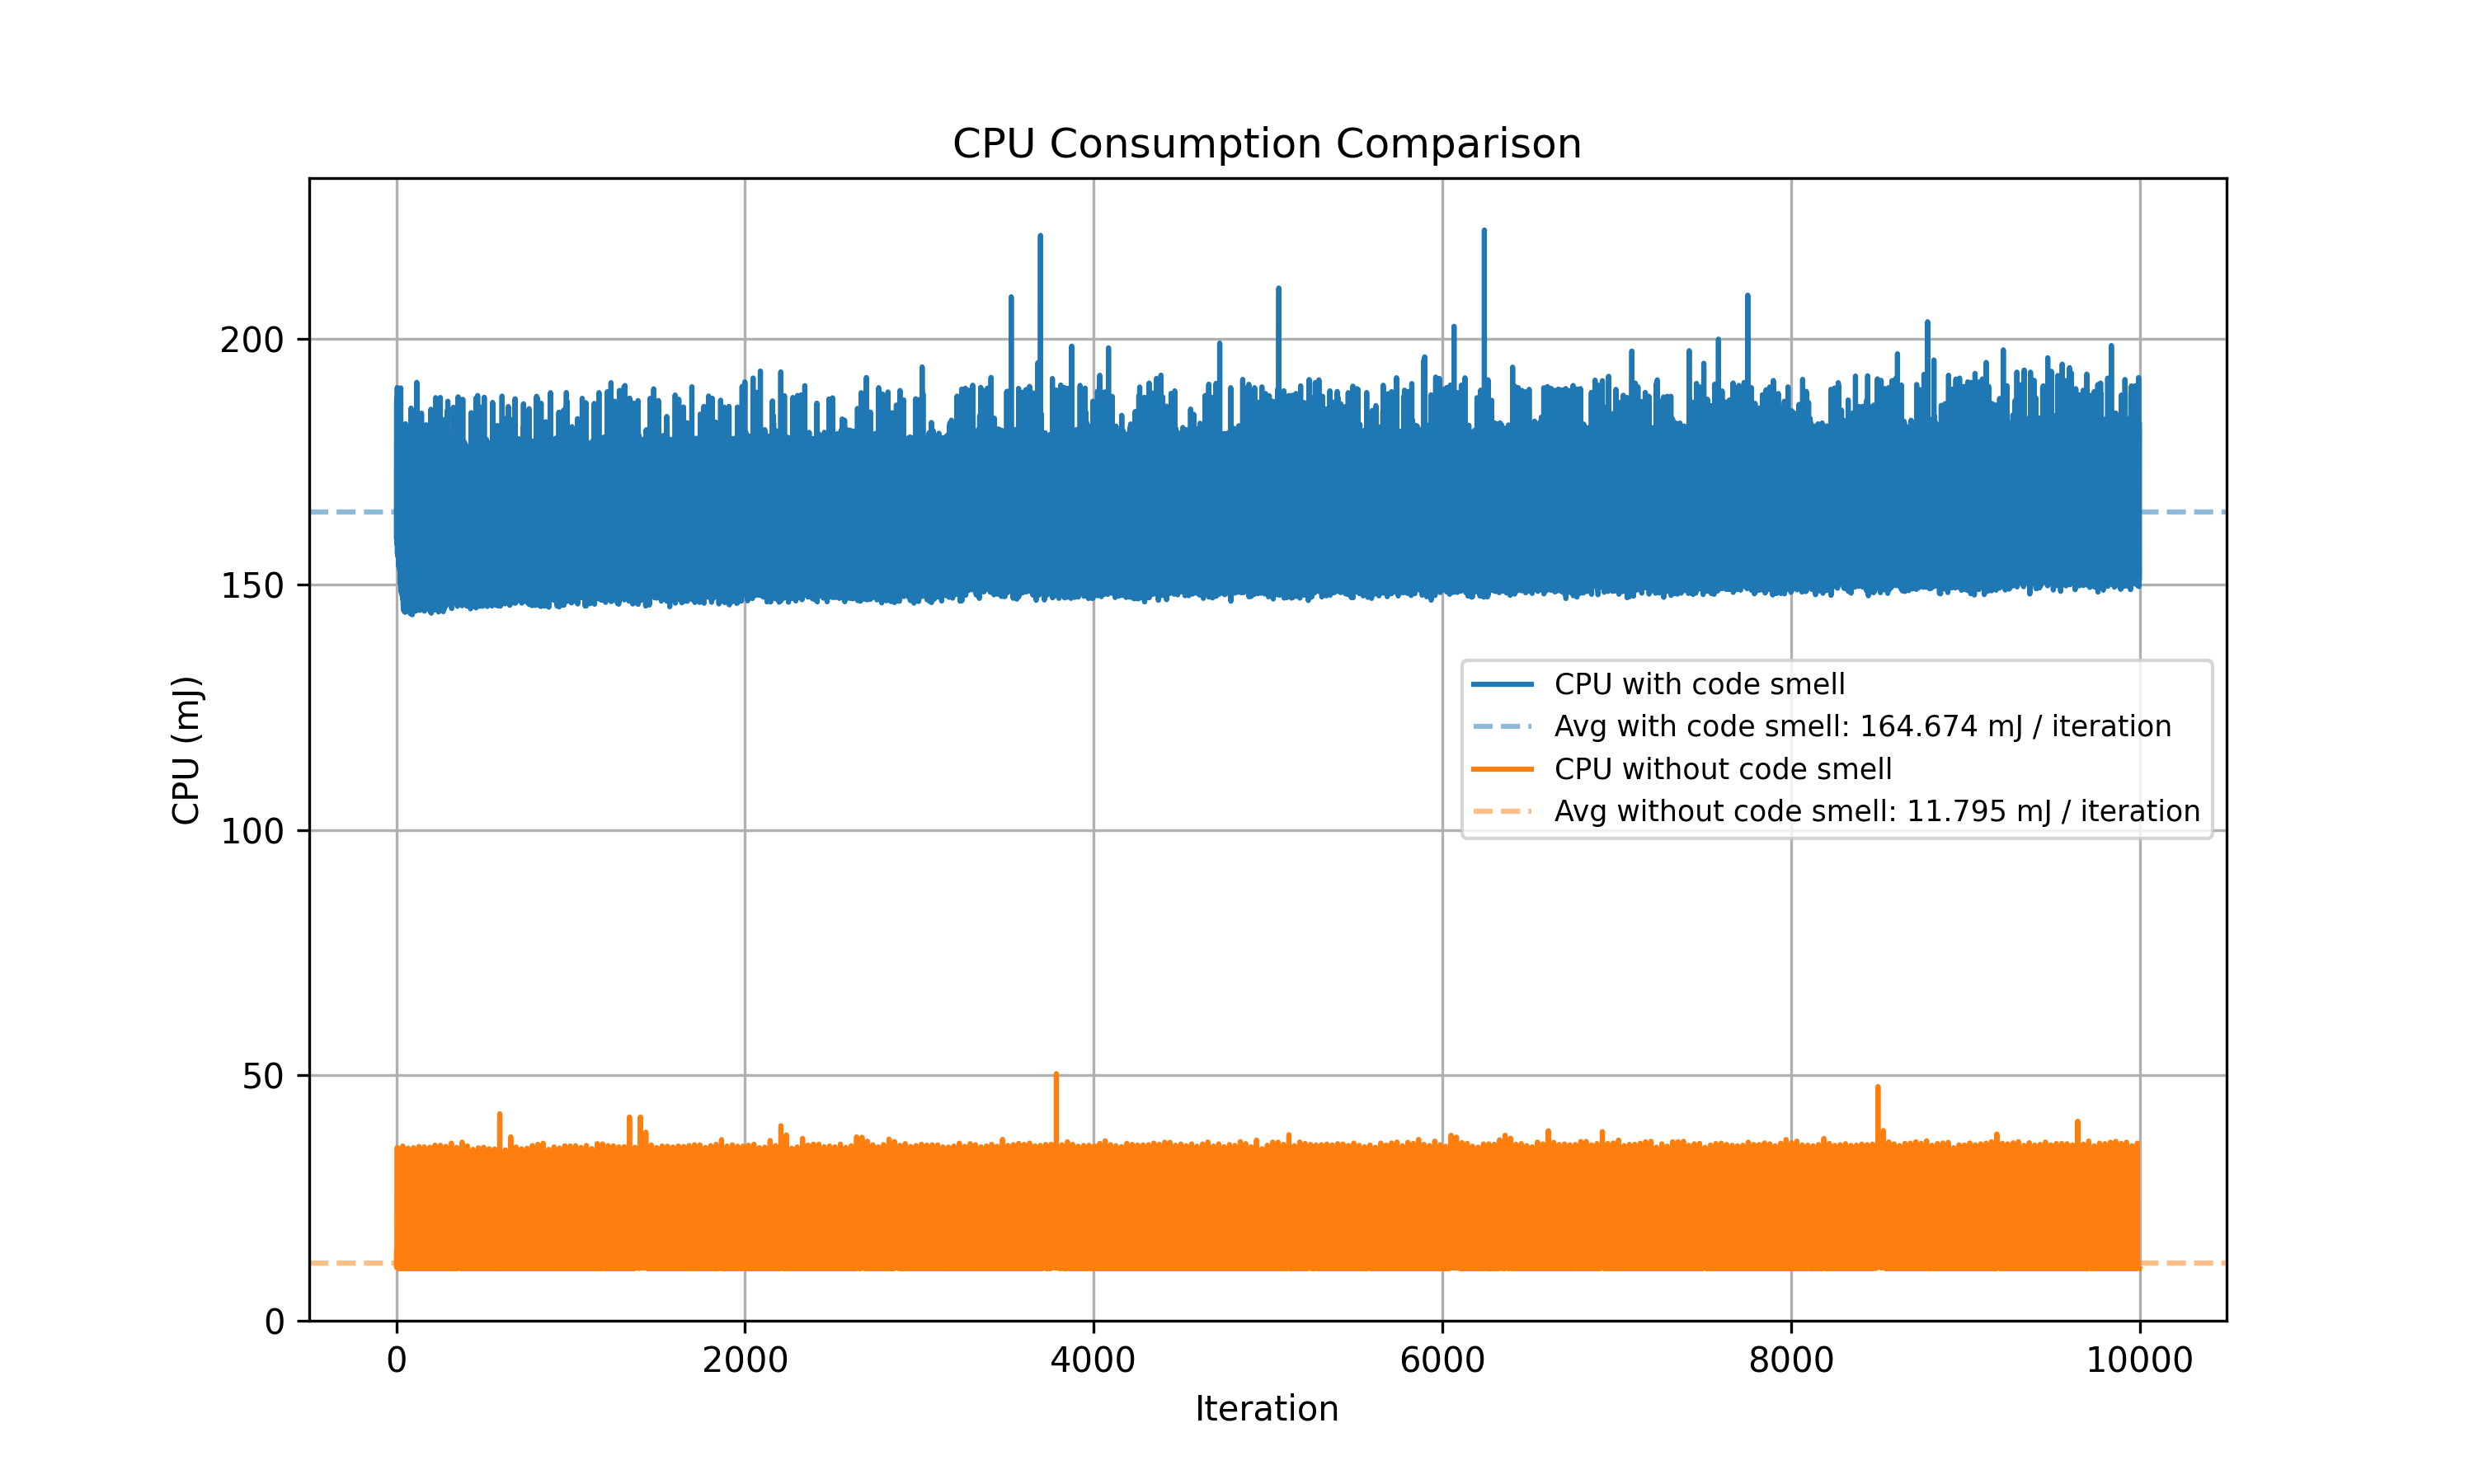 CPU Consumption Comparison
CPU (mJ)
200
150
100
50
0
CPU with code smell
Avg with code smell: 164.674 mJ / iteration
CPU without code smell
Avg without code smell: 11.795 mJ / iteration
0 2000 4000 6000 8000 10000
Iteration